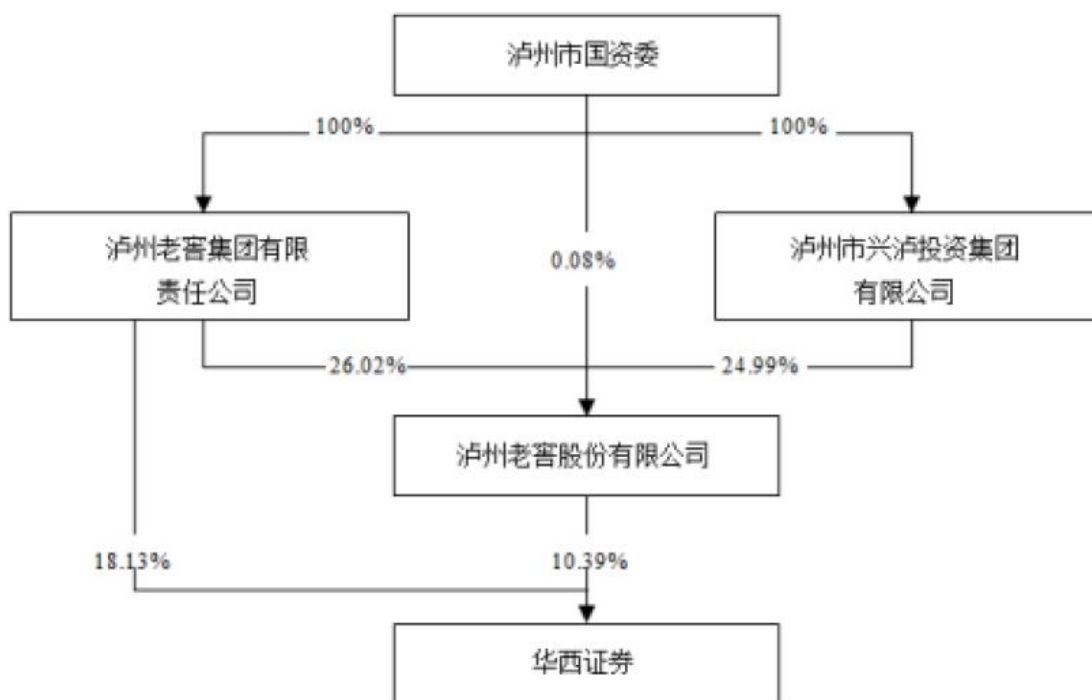 泸州市国资委
100%
100%
泸州老窖集团有限
责任公司
0.08%
泸州市兴泸投资集团
有限公司
26.02%
24.99%
泸州老窖股份有限公司
18.13%
10.39%
华西证券